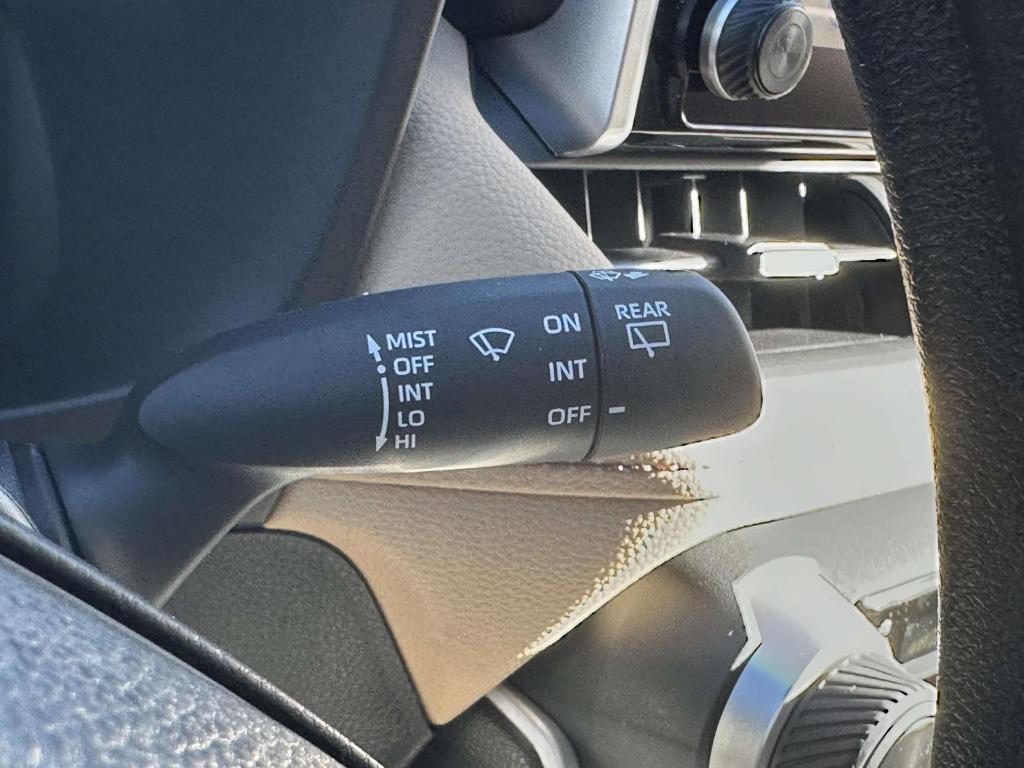 MIST
OFF
INT
LO
HI
ON
INT
OFF
REAR